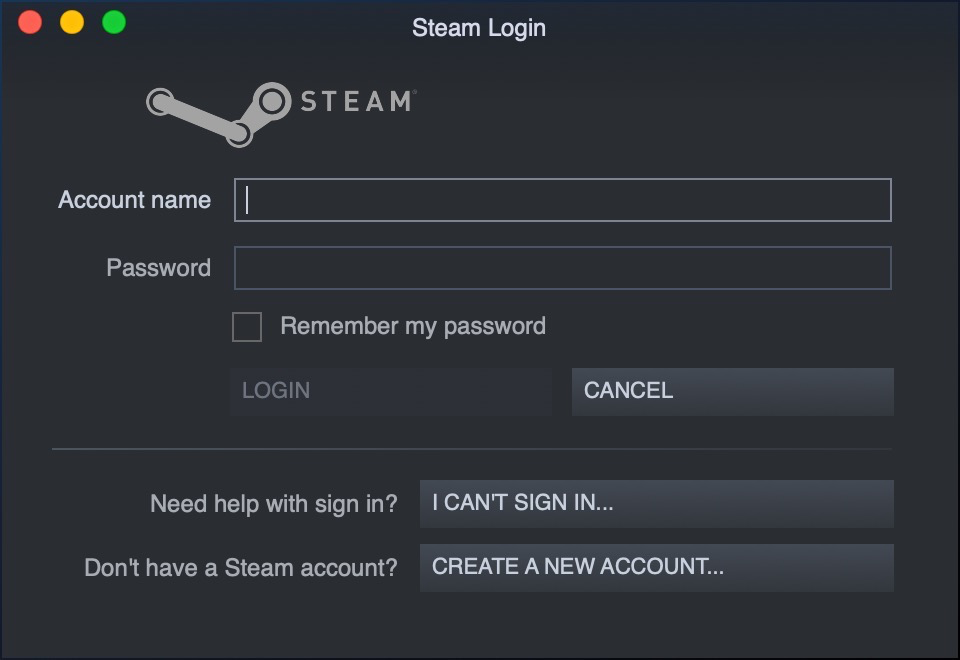 Steam Login
STEAM
Account name
Password
Remember my password
LOGIN CANCEL
Need help with sign in? I CAN'T SIGN IN...
Don't have a Steam account? CREATE A NEW ACCOUNT...